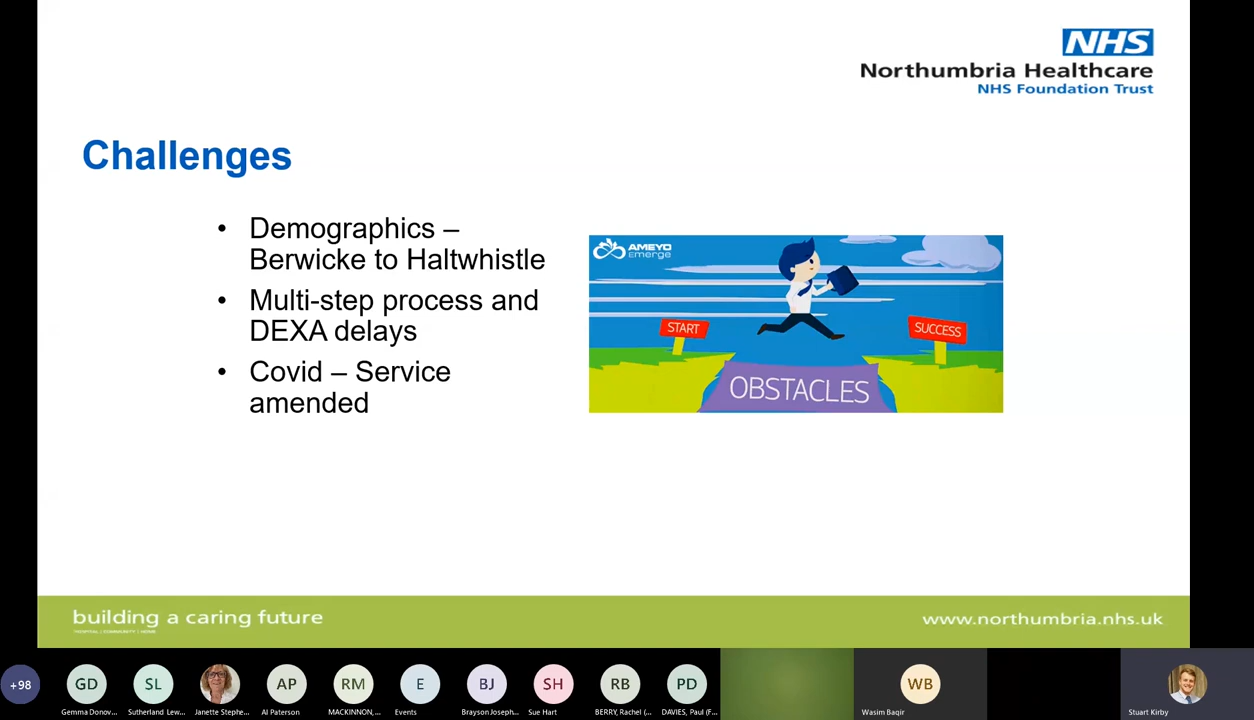 NHS
Northumbria Healthcare
NHS Foundation Trust
Challenges
• Demographics –
Berwicke to Haltwhistle
• Multi-step process and
DEXA delays
• Covid – Service
amended
AMEYO
Emerge
START
SUCCESS
OBSTACLES
building a caring future
HOSPITAL | COMMUNITY | HOME
www.northumbria.nhs.uk
+98
GD
SL
AP
RM
E
BJ
SH
RB
PD
WB
Gemma Donov...
Sutherland Lew...
Janette Stephe...
Al Paterson
MACKINNON,...
Events
Brayson Joseph...
Sue Hart
BERRY, Rachel (...
DAVIES, Paul (F...
Wasim Baqir
Stuart Kirby